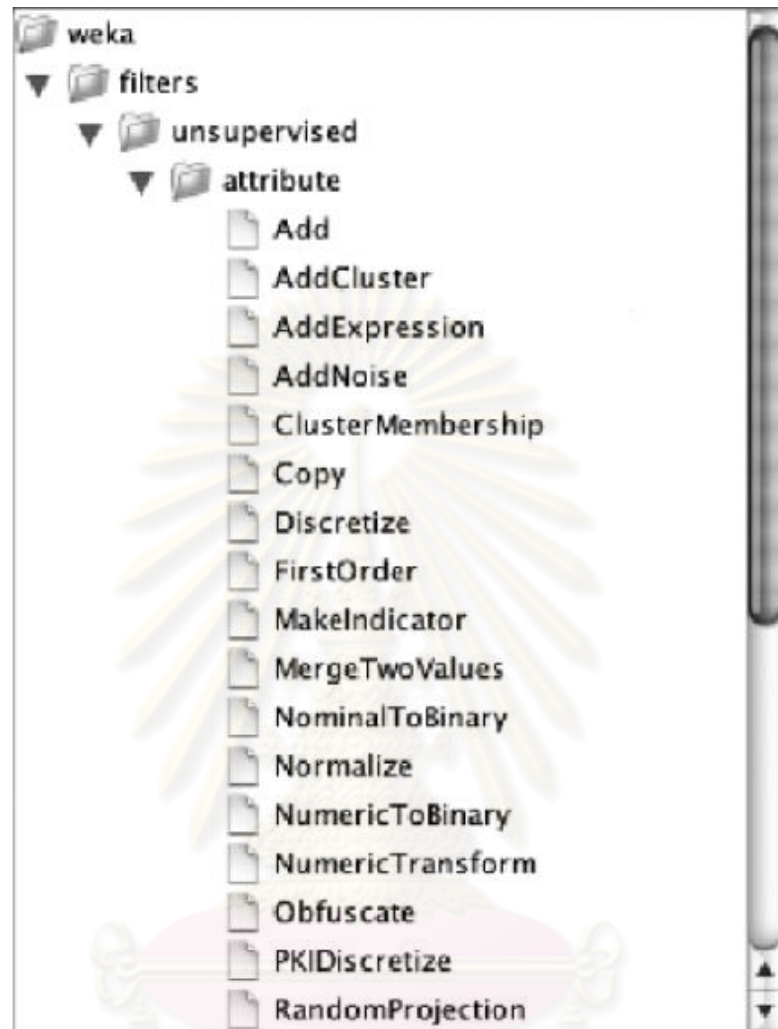 weka
filters
unsupervised
attribute
Add
AddCluster
AddExpression
AddNoise
ClusterMembership
Copy
Discretize
FirstOrder
MakeIndicator
MergeTwoValues
NominalToBinary
Normalize
NumericToBinary
NumericTransform
Obfuscate
PKIDiscretize
RandomProjection